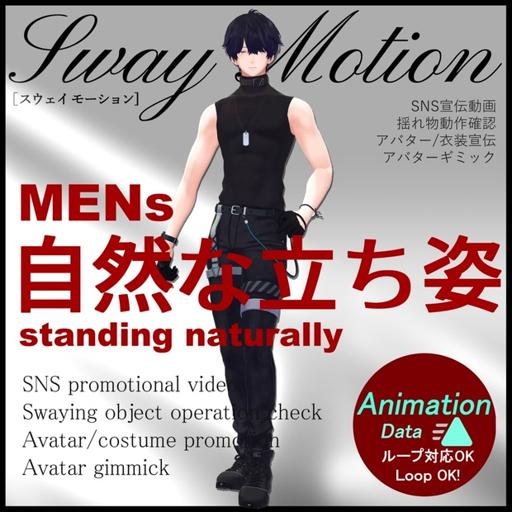 Sway Motion
[スウェイモーション]
SNS宣伝動画
揺れ物動作確認
アバター/衣装宣伝
アバターギミック
MENs
自然な立ち姿
standing naturally
SNS promotional video
Swaying object operation check
Avatar/costume promotion
Avatar gimmick
Animation
Data
ループ対応OK
Loop OK!